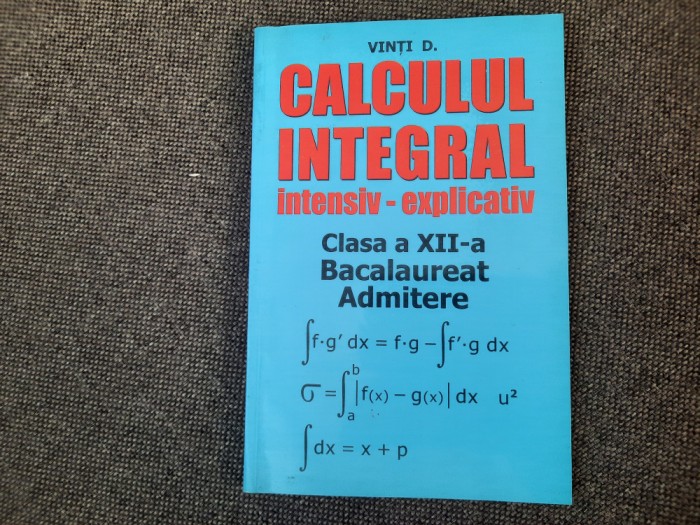 VINȚI D.
CALCULUL
INTEGRAL
intensiv - explicativ
Clasa a XII-a
Bacalaureat
Admitere
∫f·g′ dx = f·g – ∫f′·g dx
σ = ∫ₐᵇ |f(x) – g(x)| dx u²
∫dx = x + p